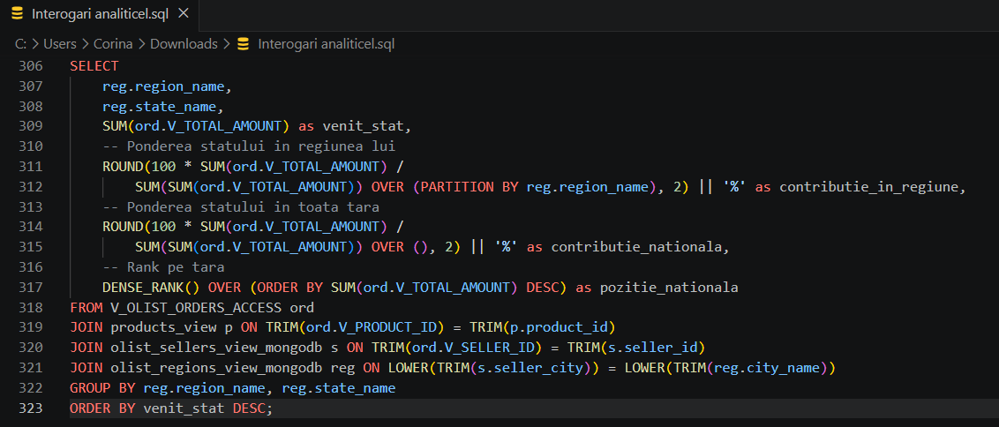 Interogari analiticel.sql ×
C: > Users > Corina > Downloads > Interogari analiticel.sql
306 SELECT
307 reg.region_name,
308 reg.state_name,
309 SUM(ord.V_TOTAL_AMOUNT) as venit_stat,
310 -- Ponderea statului in regiunea lui
311 ROUND(100 * SUM(ord.V_TOTAL_AMOUNT) /
312 SUM(SUM(ord.V_TOTAL_AMOUNT)) OVER (PARTITION BY reg.region_name), 2) || '%' as contributie_in_regiune,
313 -- Ponderea statului in toata tara
314 ROUND(100 * SUM(ord.V_TOTAL_AMOUNT) /
315 SUM(SUM(ord.V_TOTAL_AMOUNT)) OVER (), 2) || '%' as contributie_nationala,
316 -- Rank pe tara
317 DENSE_RANK() OVER (ORDER BY SUM(ord.V_TOTAL_AMOUNT) DESC) as pozitie_nationala
318 FROM V_OLIST_ORDERS_ACCESS ord
319 JOIN products_view p ON TRIM(ord.V_PRODUCT_ID) = TRIM(p.product_id)
320 JOIN olist_sellers_view_mongodb s ON TRIM(ord.V_SELLER_ID) = TRIM(s.seller_id)
321 JOIN olist_regions_view_mongodb reg ON LOWER(TRIM(s.seller_city)) = LOWER(TRIM(reg.city_name))
322 GROUP BY reg.region_name, reg.state_name
323 ORDER BY venit_stat DESC;